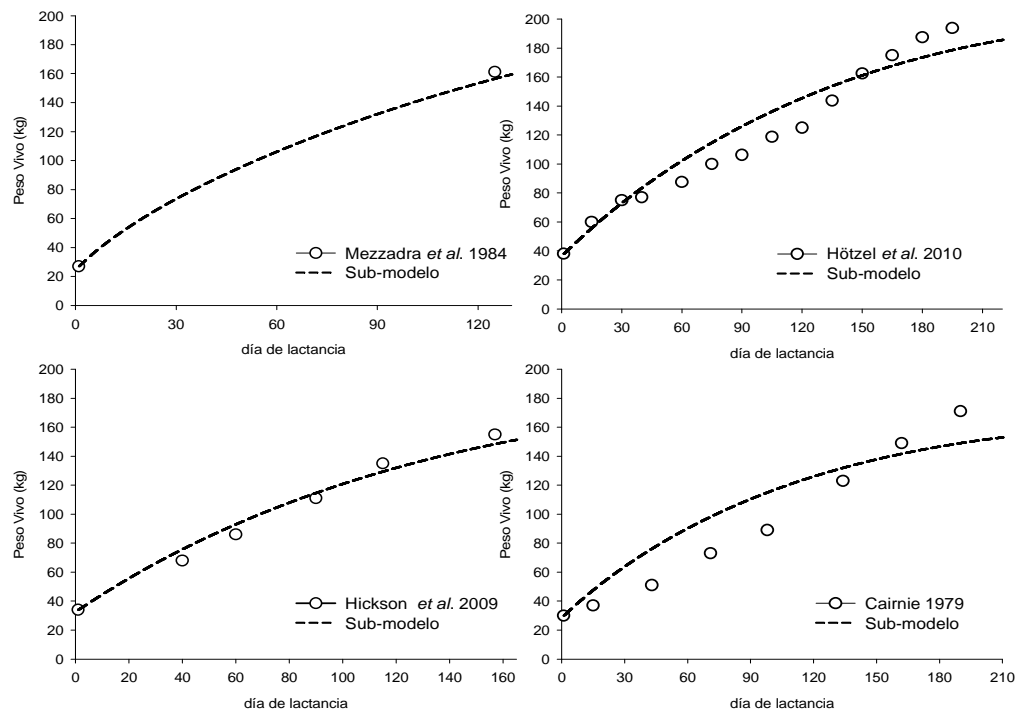 200
180
160
140
120
100
80
60
40
20
0
Peso Vivo (kg)
0 30 60 90 120
día de lactancia
Mezzadra et al. 1984
Sub-modelo
200
180
160
140
120
100
80
60
40
20
0
Peso Vivo (kg)
0 30 60 90 120 150 180 210
día de lactancia
Hötzel et al. 2010
Sub-modelo
200
180
160
140
120
100
80
60
40
20
0
Peso Vivo (kg)
0 20 40 60 80 100 120 140 160
día de lactancia
Hickson et al. 2009
Sub-modelo
200
180
160
140
120
100
80
60
40
20
0
Peso Vivo (kg)
0 30 60 90 120 150 180 210
día de lactancia
Cairnie 1979
Sub-modelo